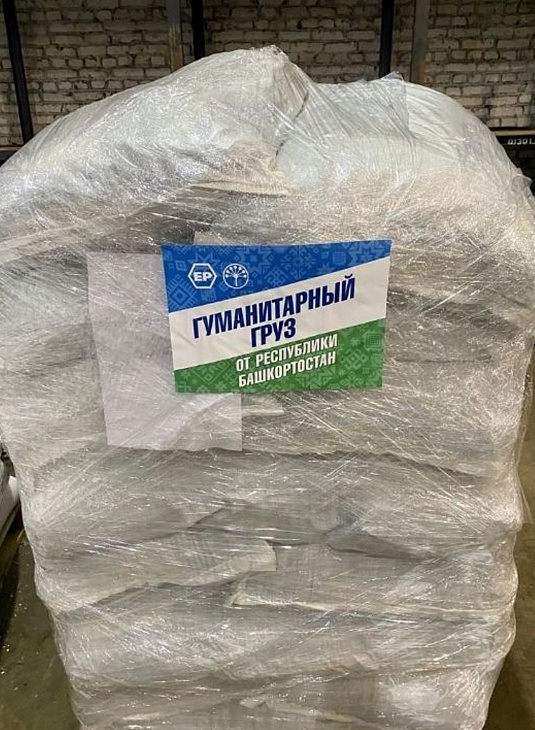 ЕР
ГУМАНИТАРНЫЙ
ГРУЗ
ОТ РЕСПУБЛИКИ
БАШКОРТОСТАН